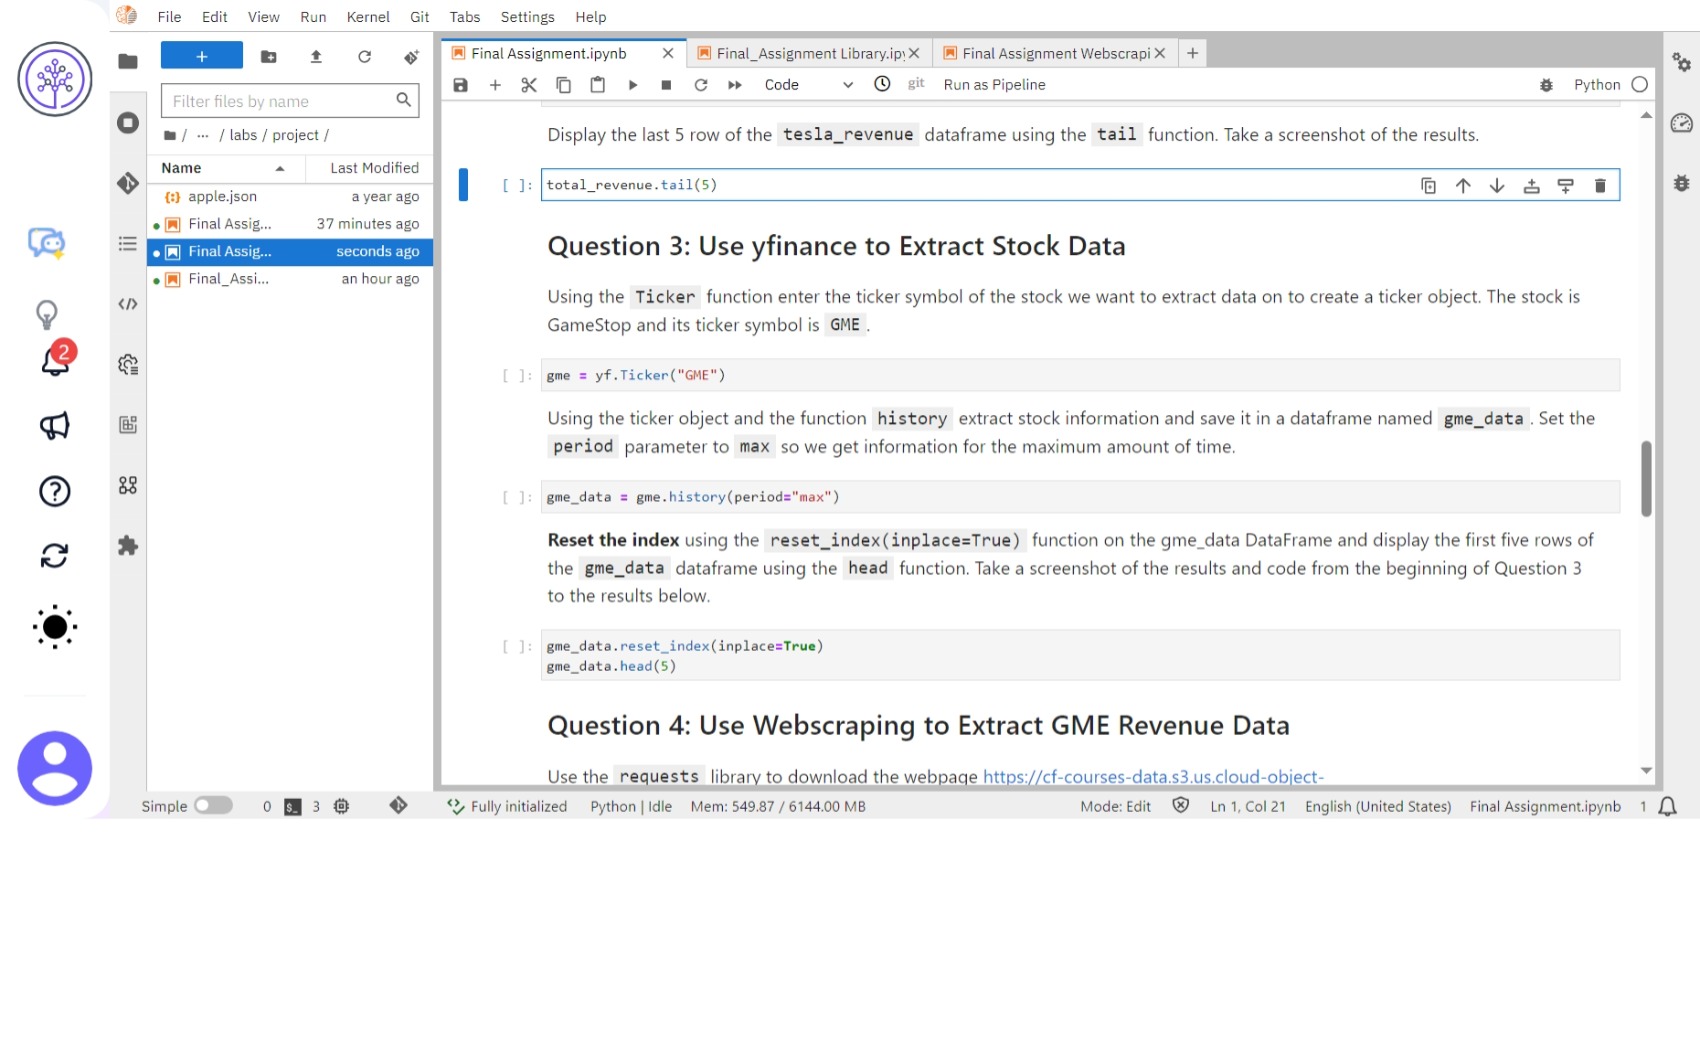 File Edit View Run Kernel Git Tabs Settings Help
Final Assignment.ipynb
Final_Assignment Library.ipy
Final Assignment Webscrapi
Filter files by name
Code
git
Run as Pipeline
Python
/ ... / labs / project /
Name Last Modified
apple.json a year ago
Final Assig... 37 minutes ago
Final Assig... seconds ago
Final_Assi... an hour ago
2
Display the last 5 row of the tesla_revenue dataframe using the tail function. Take a screenshot of the results.
[ ]: total_revenue.tail(5)
Question 3: Use yfinance to Extract Stock Data
Using the Ticker function enter the ticker symbol of the stock we want to extract data on to create a ticker object. The stock is
GameStop and its ticker symbol is GME .
[ ]: gme = yf.Ticker("GME")
Using the ticker object and the function history extract stock information and save it in a dataframe named gme_data . Set the
period parameter to max so we get information for the maximum amount of time.
[ ]: gme_data = gme.history(period="max")
Reset the index using the reset_index(inplace=True) function on the gme_data DataFrame and display the first five rows of
the gme_data dataframe using the head function. Take a screenshot of the results and code from the beginning of Question 3
to the results below.
[ ]: gme_data.reset_index(inplace=True)
gme_data.head(5)
Question 4: Use Webscraping to Extract GME Revenue Data
Use the requests library to download the webpage https://cf-courses-data.s3.us.cloud-object-
Simple 0 3 Fully initialized Python | Idle Mem: 549.87 / 6144.00 MB Mode: Edit Ln 1, Col 21 English (United States) Final Assignment.ipynb 1